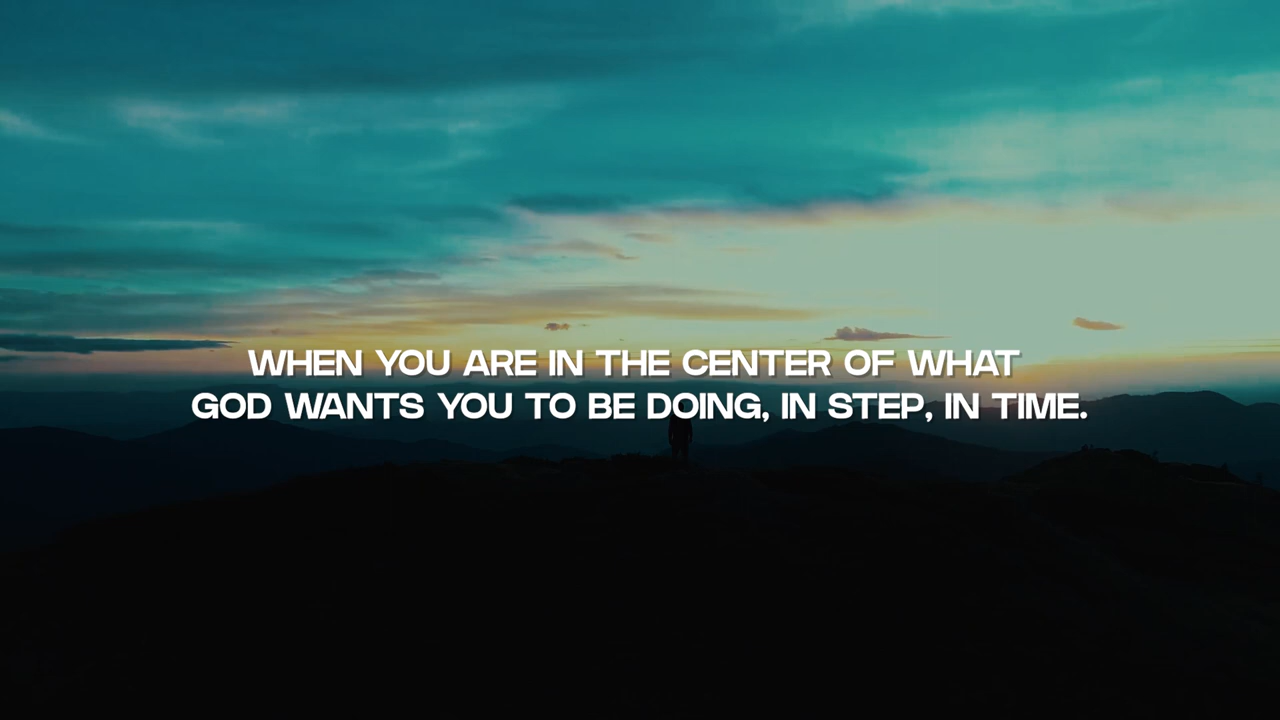 WHEN YOU ARE IN THE CENTER OF WHAT
GOD WANTS YOU TO BE DOING, IN STEP, IN TIME.